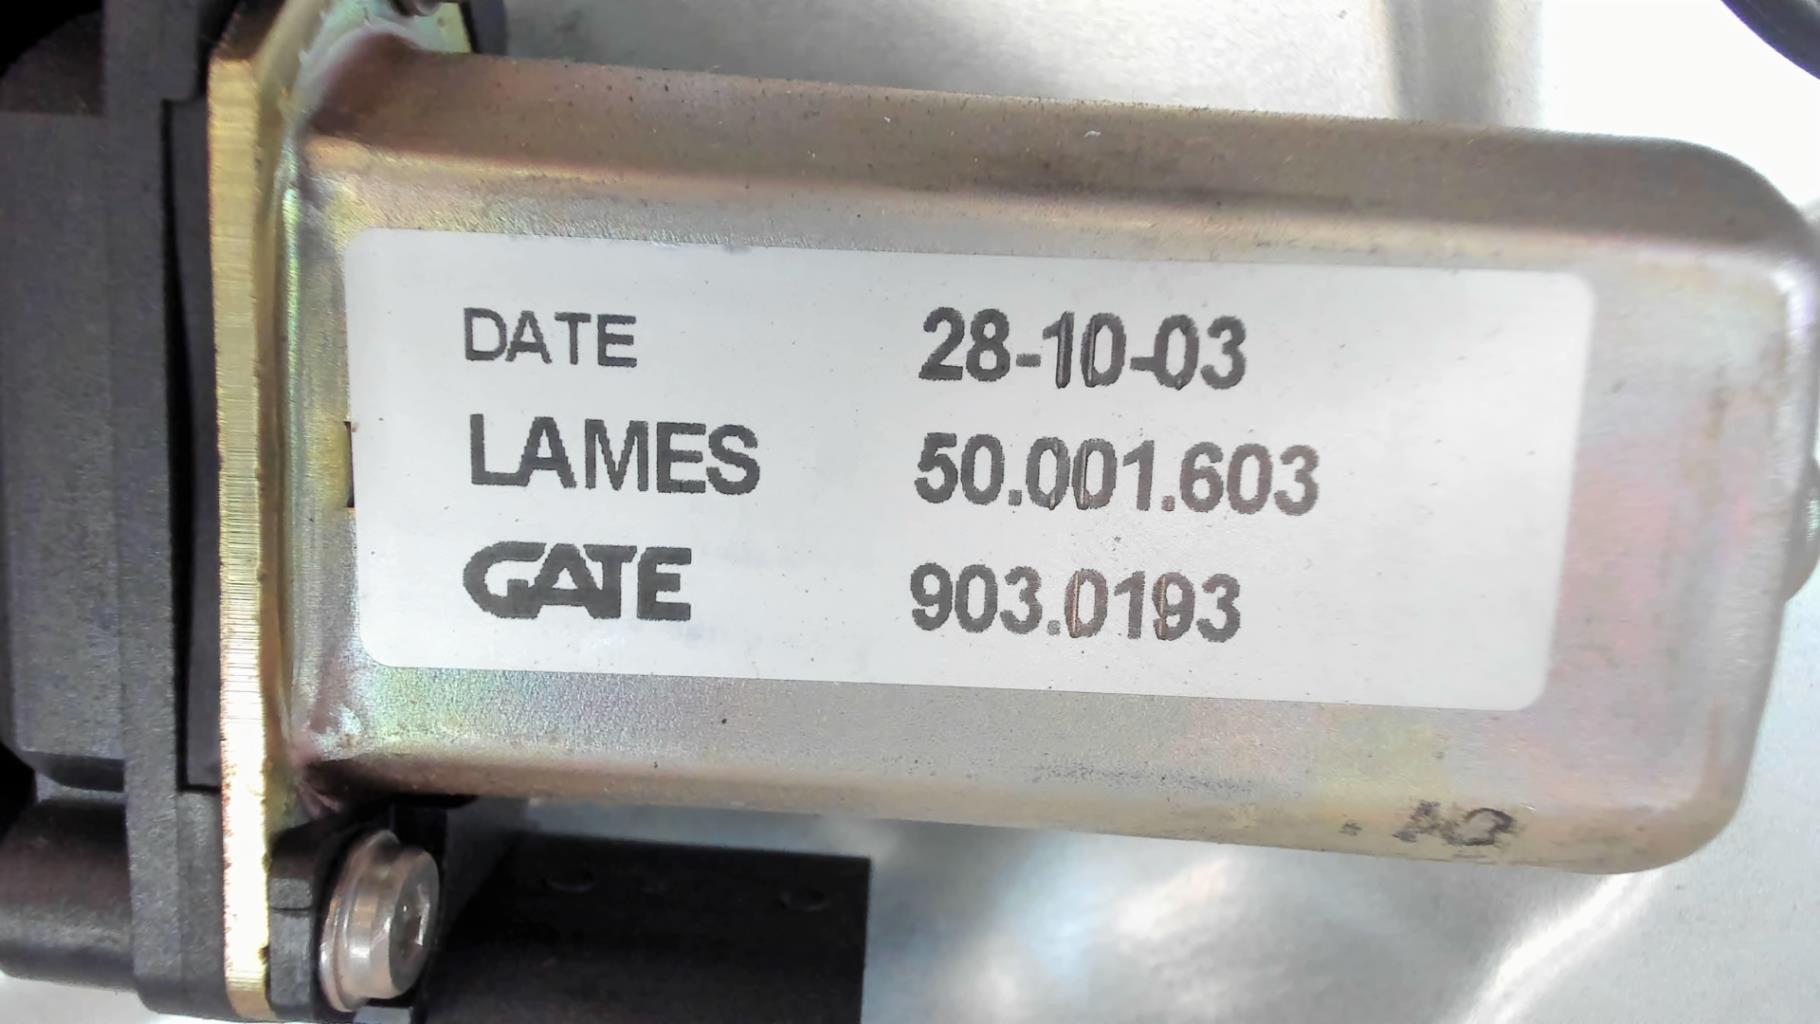 DATE 28-10-03
LAMES 50.001.603
GATE 903.0193